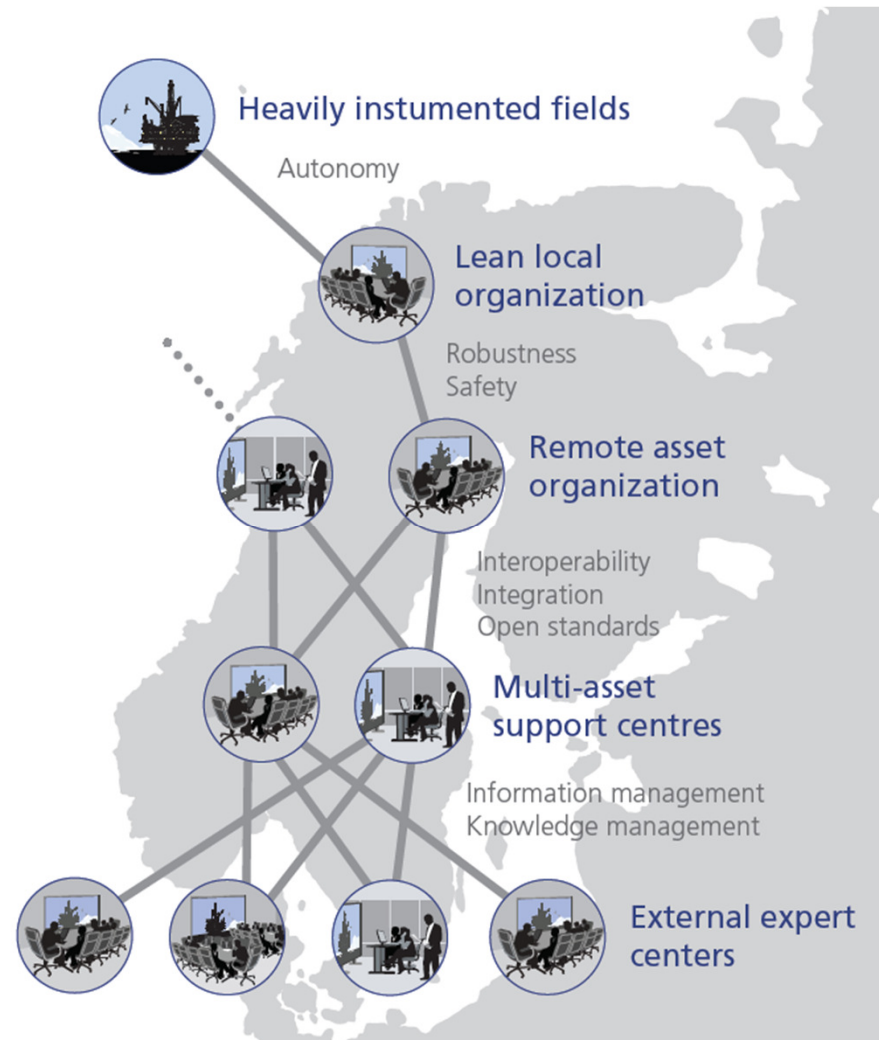 Heavily instumented fields
Autonomy
Lean local
organization
Robustness
Safety
Remote asset
organization
Interoperability
Integration
Open standards
Multi-asset
support centres
Information management
Knowledge management
External expert
centers